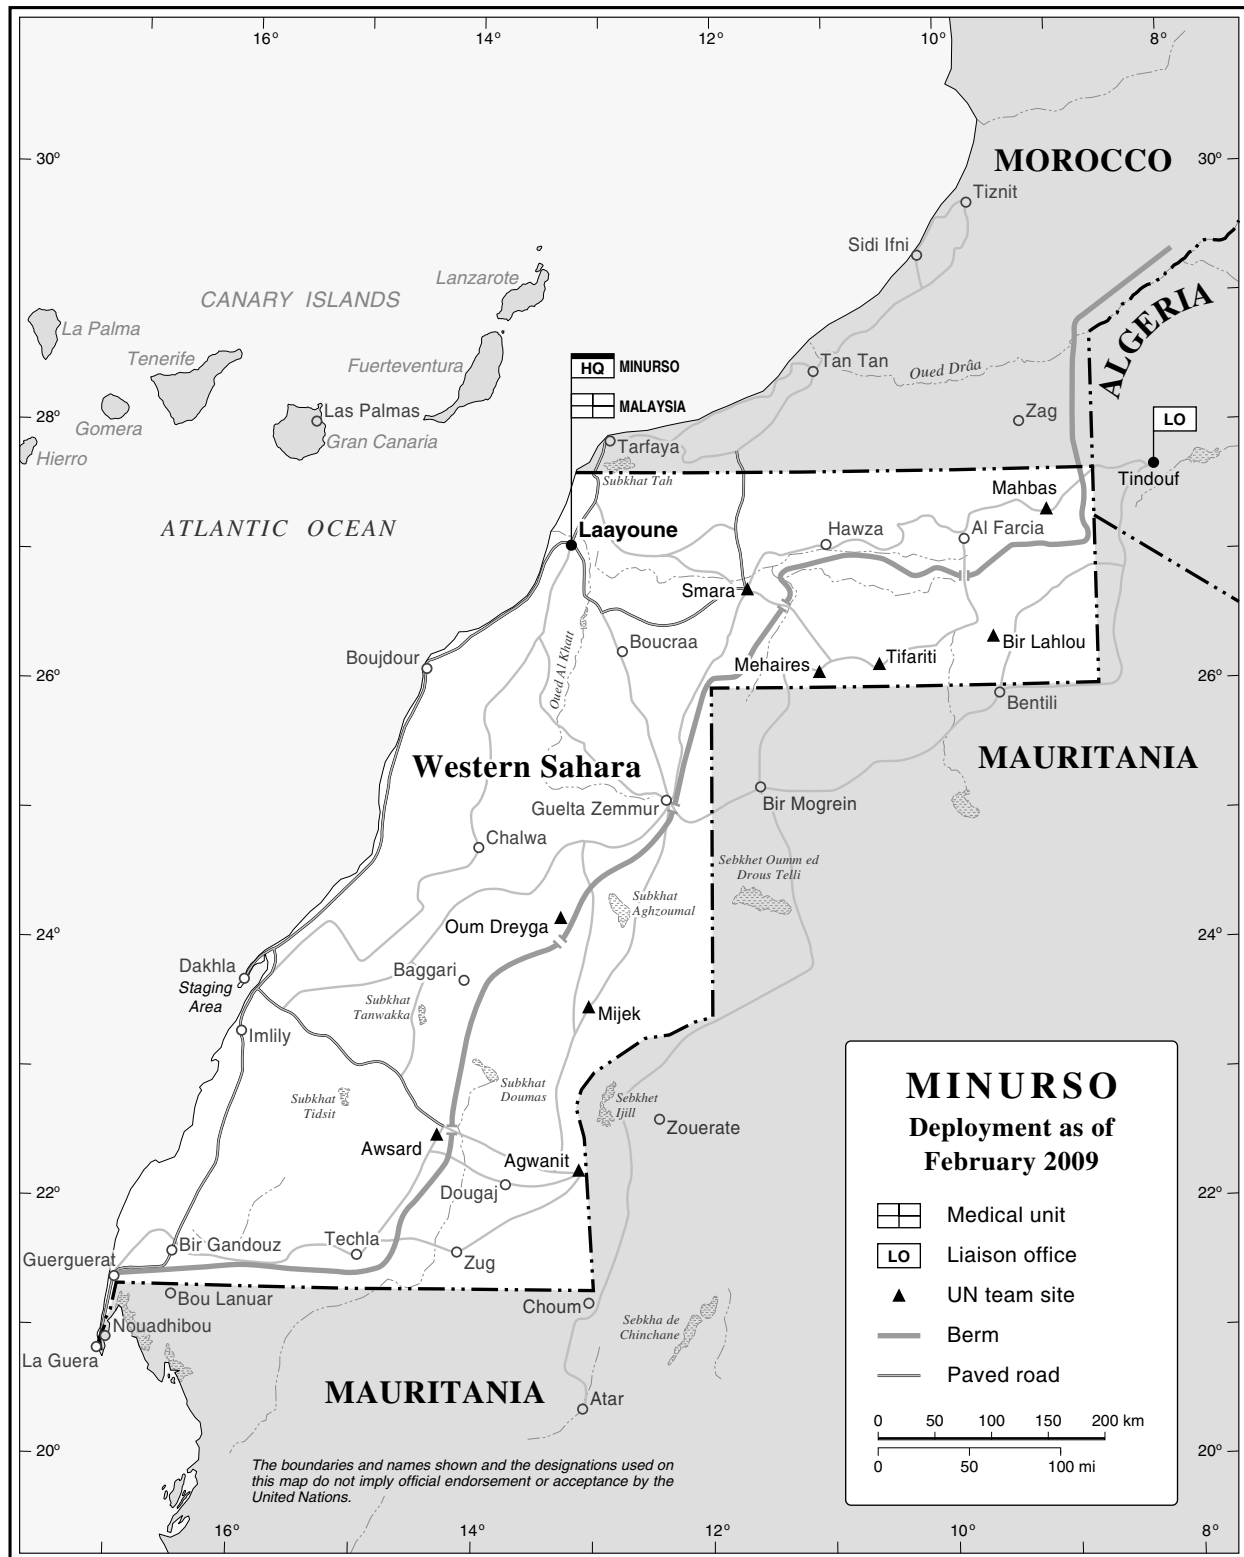 16° 14° 12° 10° 8°
30° 30°
MOROCCO
Tiznit
Sidi Ifni
Lanzarote
CANARY ISLANDS
La Palma
Tenerife
Fuerteventura
ALGERIA
HQ MINURSO
Tan Tan
Oued Drâa
MALAYSIA
Las Palmas
Zag
LO
28° 28°
Gomera
Gran Canaria
Hierro
Tarfaya
Subkhat Tah
Tindouf
Mahbas
ATLANTIC OCEAN
Laayoune
Hawza
Al Farcia
Smara
Boucraa
Bir Lahlou
Oued Al Khatt
Boujdour
Mehaires
Tifariti
26° 26°
Bentili
Western Sahara
MAURITANIA
Guelta Zemmur
Bir Mogrein
Chalwa
Sebkhet Oumm ed
Drous Telli
Subkhat
Aghzoumal
Oum Dreyga
24° 24°
Dakhla
Staging
Area
Baggari
Subkhat
Tanwakka
Mijek
Imlily
Subkhat
Doumas
Subkhat
Tidsit
Sebkhet
Ijill
Zouerate
Awsard
Agwanit
Dougaj
22° 22°
Techla
Bir Gandouz
Zug
Guerguerat
Bou Lanuar
Choum
Nouadhibou
Sebkha de
Chinchane
La Guera
MAURITANIA
Atar
20° 20°
MINURSO
Deployment as of
February 2009
Medical unit
LO Liaison office
UN team site
Berm
Paved road
0 50 100 150 200 km
0 50 100 mi
The boundaries and names shown and the designations used on
this map do not imply official endorsement or acceptance by the
United Nations.
16° 14° 12° 10° 8°